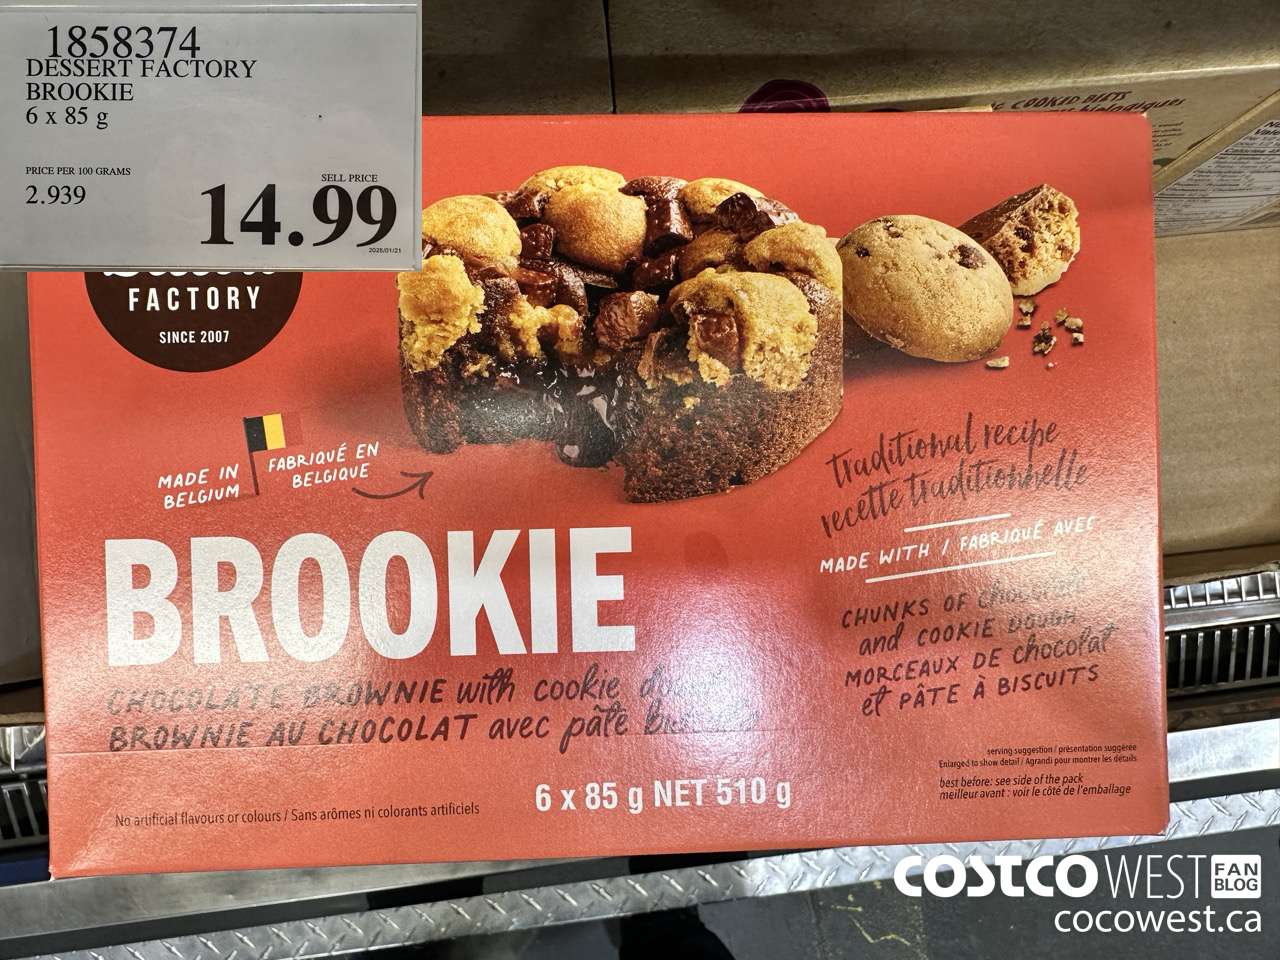 1858374
DESSERT FACTORY
BROOKIE
6 x 85 g
PRICE PER 100 GRAMS
2.939
SELL PRICE
14.99
COOKED BEETS
biologiques
FACTORY
SINCE 2007
MADE IN
BELGIUM
FABRIQUÉ EN
BELGIQUE
traditional recipe
recette traditionnelle
MADE WITH / FABRIQUÉ AVEC
CHUNKS OF chocolate
and COOKIE DOUGH
MORCEAUX DE chocolat
et PÂTE À BISCUITS
BROOKIE
CHOCOLATE BROWNIE with cookie
BROWNIE AU CHOCOLAT avec pâte
6 x 85 g NET 510 g
No artificial flavours or colours / Sans arômes ni colorants artificiels
serving suggestion / présentation suggérée
Enlarged to show detail / Agrandi pour montrer les détails
best before: see side of the pack
meilleur avant : voir le côté de l'emballage
COSTCO WEST FAN BLOG
cocowest.ca